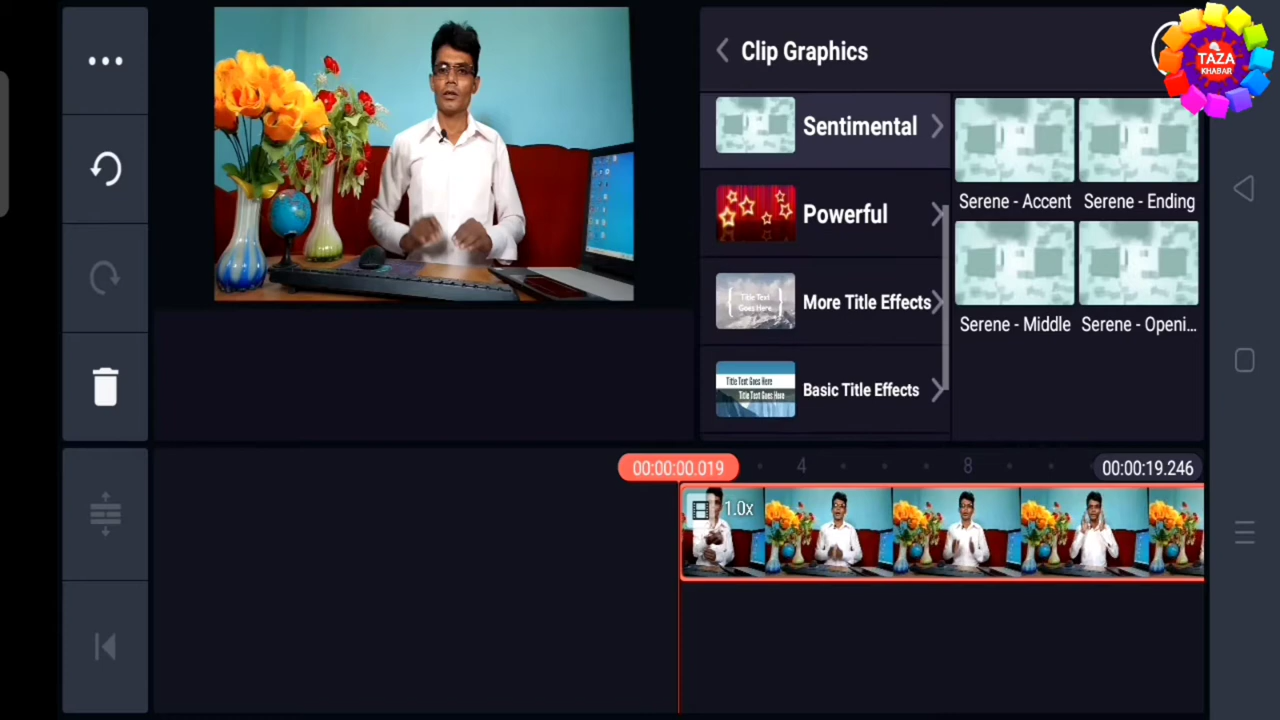 Clip Graphics
TAZA
KHABAR
Sentimental
Serene - Accent
Serene - Ending
Powerful
Title Text
Goes Here
More Title Effects
Serene - Middle
Serene - Openi...
Title Text Goes Here
Title Text Goes Here
Basic Title Effects
00:00:00.019
4
8
00:00:19.246
1.0x